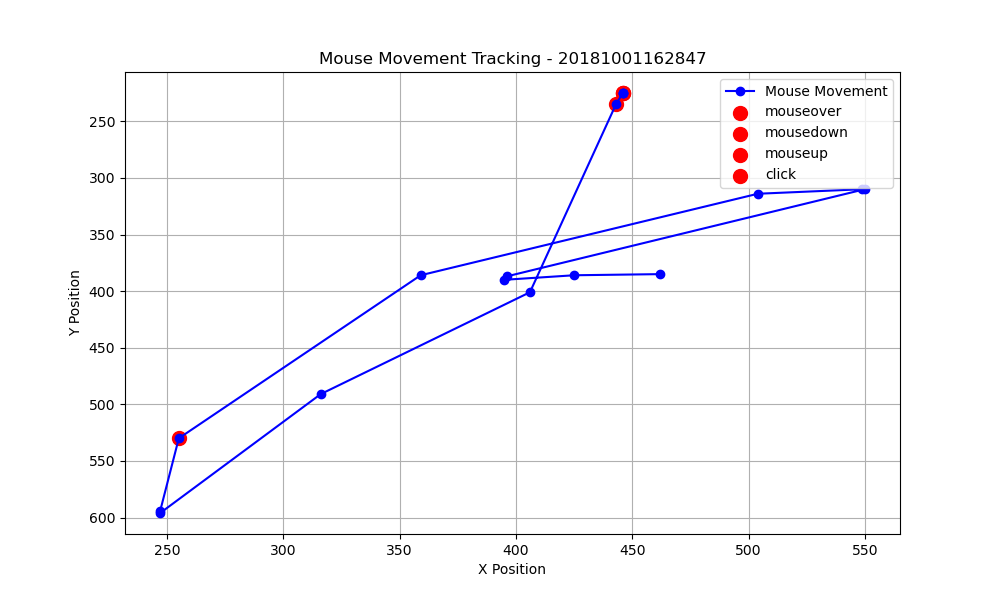 Mouse Movement Tracking - 20181001162847
Mouse Movement
mouseover
mousedown
mouseup
click
250
300
350
400
450
500
550
600
Y Position
250
300
350
400
450
500
550
X Position